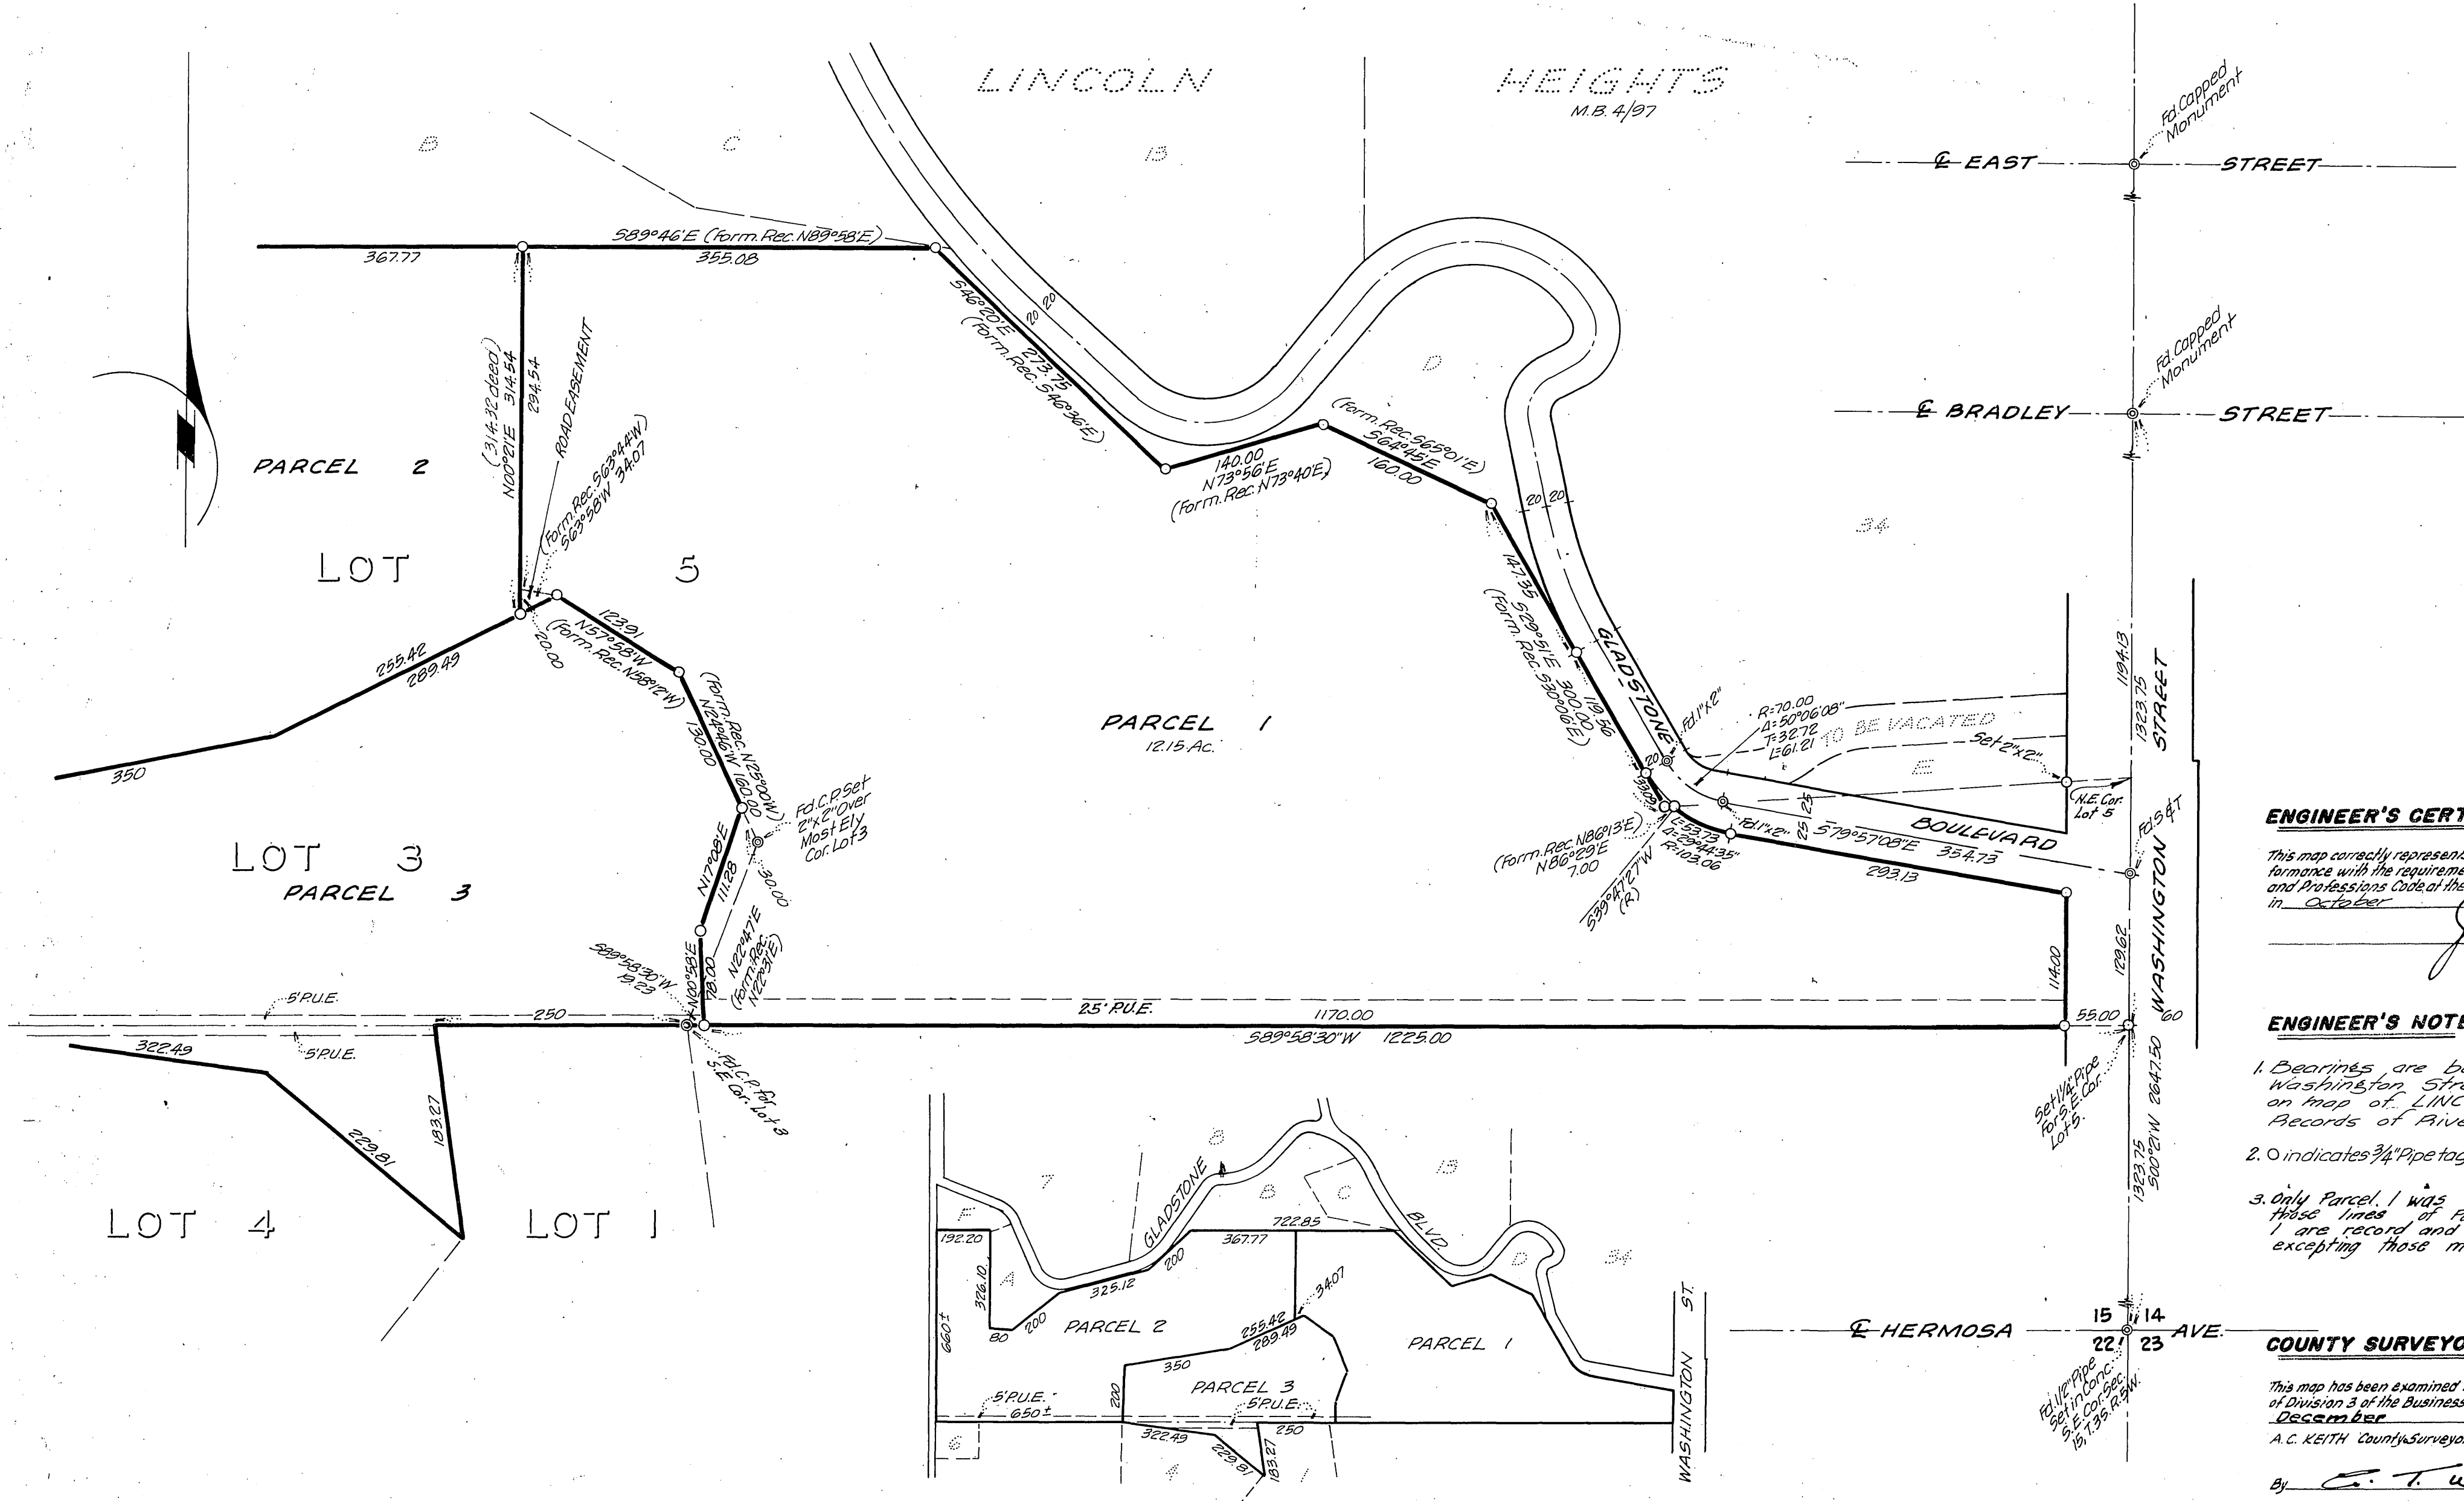 LINCOLN HEIGHTS
M.B. 4/97
B
C
13
D
34
E
Fd. Capped
Monument
℄ EAST STREET
Fd. Capped
Monument
℄ BRADLEY STREET
S89°46'E (Form. Rec. N89°58'E)
367.77
355.08
S46°20'E 273.75
(Form. Rec. S46°36'E)
20 20
(314.32 deed)
N00°21'E 314.54
294.54
ROAD EASEMENT
(Form. Rec. S63°44'W)
S63°58'W 34.07
PARCEL 2
LOT 5
140.00
N73°56'E
(Form. Rec. N73°40'E)
(Form. Rec. S65°01'E)
S64°45'E
160.00
20 20
147.35
S29°51'E 300.00
(Form. Rec. S30°06'E)
119.56
GLADSTONE
BOULEVARD
20.00
123.91
N57°58'W
(Form. Rec. N58°12'W)
255.42
289.49
350
(Form. Rec. N25°00'W)
N24°46'W 160.00
130.00
PARCEL 1
12.15 Ac.
Fd. 1"x2"
R=70.00
Δ=50°06'08"
T=32.72
L=61.21
TO BE VACATED
Set 2"x2"
N.E. Cor.
Lot 5
20
33.09
Fd. C.P. Set
2"x2" Over
Most Ely
Cor. Lot 3
30.00
N17°08'E
111.28
LOT 3
PARCEL 3
(Form. Rec. N86°13'E)
N86°29'E
7.00
L=53.73
Δ=29°44'35"
R=103.06
S39°47'27"W
(R)
Fd. 1"x2"
25 25
S79°57'08"E 354.73
293.13
Fd. S&T
1194.13
1323.75
WASHINGTON STREET
129.62
114.00
N00°58'E
78.00
N22°47'E
(Form. Rec.
N22°31'E)
S89°58'30"W
19.23
5' P.U.E.
5' P.U.E.
250
25' P.U.E.
1170.00
S89°58'30"W 1225.00
55.00
60
Fd. C.P. for
S.E. Cor. Lot 3
Set 1 1/4" Pipe
For S.E. Cor.
Lot 5.
1323.75
S00°21'W 2647.50
322.49
229.81
183.27
LOT 4
LOT 1
ENGINEER'S CERT
This map correctly represen
formance with the requireme
and Professions Code at the
in October
ENGINEER'S NOTE
1. Bearings are b
Washington Str
on map of LINC
Records of Rive
2. O indicates 3/4" Pipe tag
3. Only Parcel. 1 was
those lines of P
1 are record and
excepting those m
15 14
22 23
℄ HERMOSA AVE.
Fd. 1 1/2" Pipe
Set in Conc.
S.E. Cor. Sec.
15, T.3S. R.5W.
COUNTY SURVEYO
This map has been examined
of Division 3 of the Business
December
A.C. KEITH County Surveyo
By E. T.
7
8
B
C
13
GLADSTONE BLVD.
F
192.20
326.10
A
80
200
325.12
200
722.85
367.77
D
34
34.07
660±
PARCEL 2
255.42
289.49
350
PARCEL 1
PARCEL 3
200
5' P.U.E.
650±
5' P.U.E.
250
322.49
229.81
183.27
6
4
1
WASHINGTON ST.